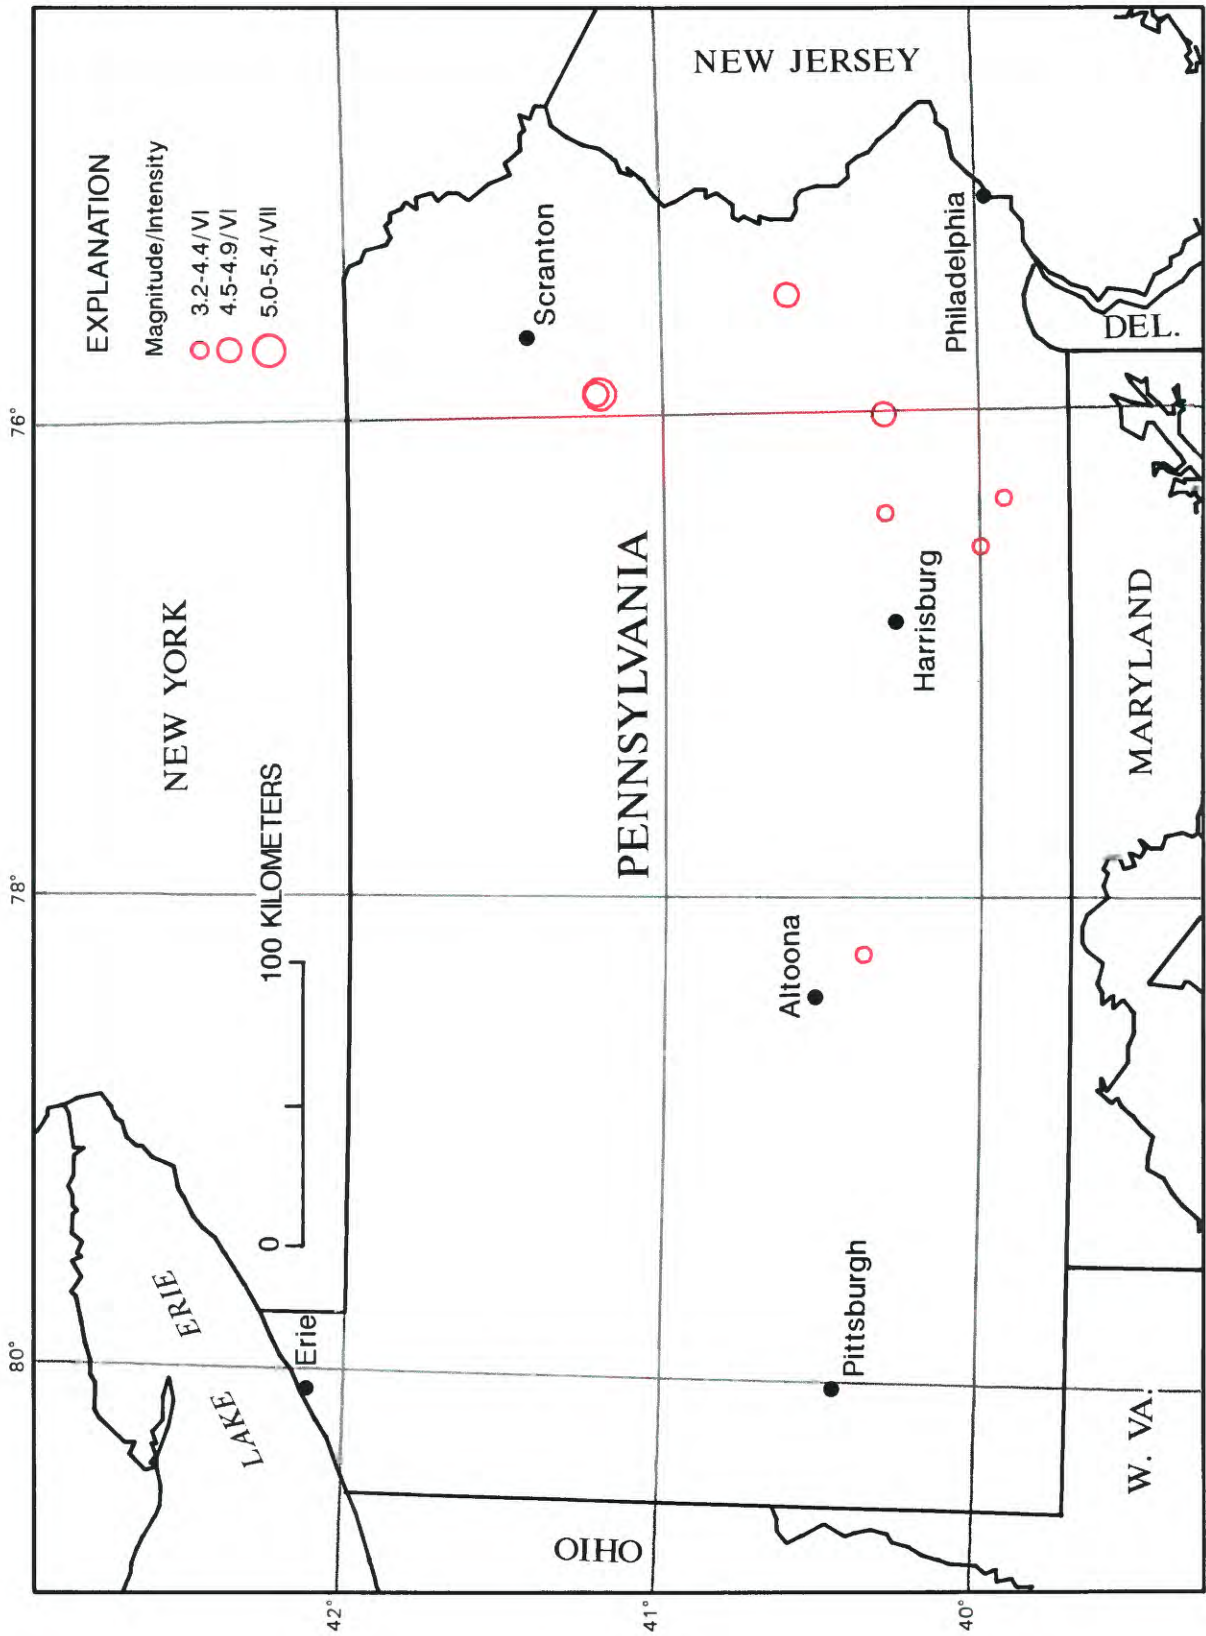 80°
78°
76°
42°
41°
40°
LAKE ERIE
Erie
0
100 KILOMETERS
NEW YORK
EXPLANATION
Magnitude/Intensity
3.2-4.4/VI
4.5-4.9/VI
5.0-5.4/VII
Scranton
PENNSYLVANIA
NEW JERSEY
OHIO
Pittsburgh
Altoona
Harrisburg
Philadelphia
W. VA.
MARYLAND
DEL.